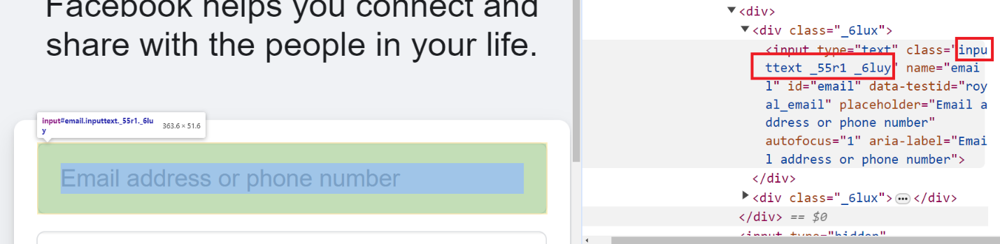 Facebook helps you connect and
share with the people in your life.
input#email.inputtext._55r1._6lu
y
363.6 × 51.6
Email address or phone number
<div>
<div class="_6lux">
<input type="text" class="inpu
ttext _55r1 _6luy" name="emai
l" id="email" data-testid="roy
al_email" placeholder="Email a
ddress or phone number"
autofocus="1" aria-label="Emai
l address or phone number">
</div>
<div class="_6lux"> ••• </div>
</div> == $0
<input type="hidden"